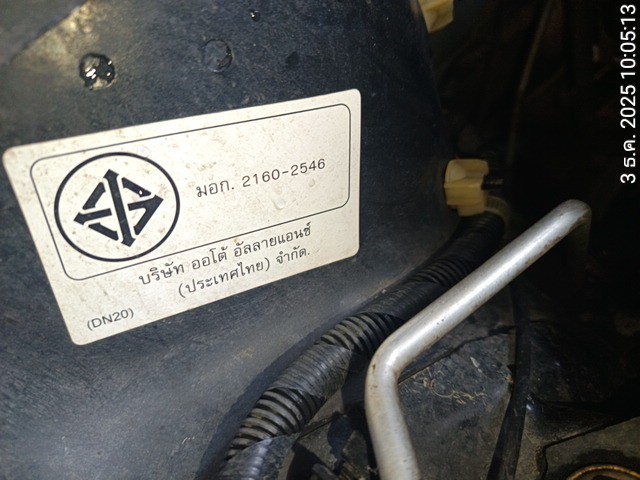 มอก. 2160-2546
บริษัท ออโต้ อัลลายแอนซ์
(ประเทศไทย) จำกัด.
(DN20)
3 ธ.ค. 2025 10:05:13